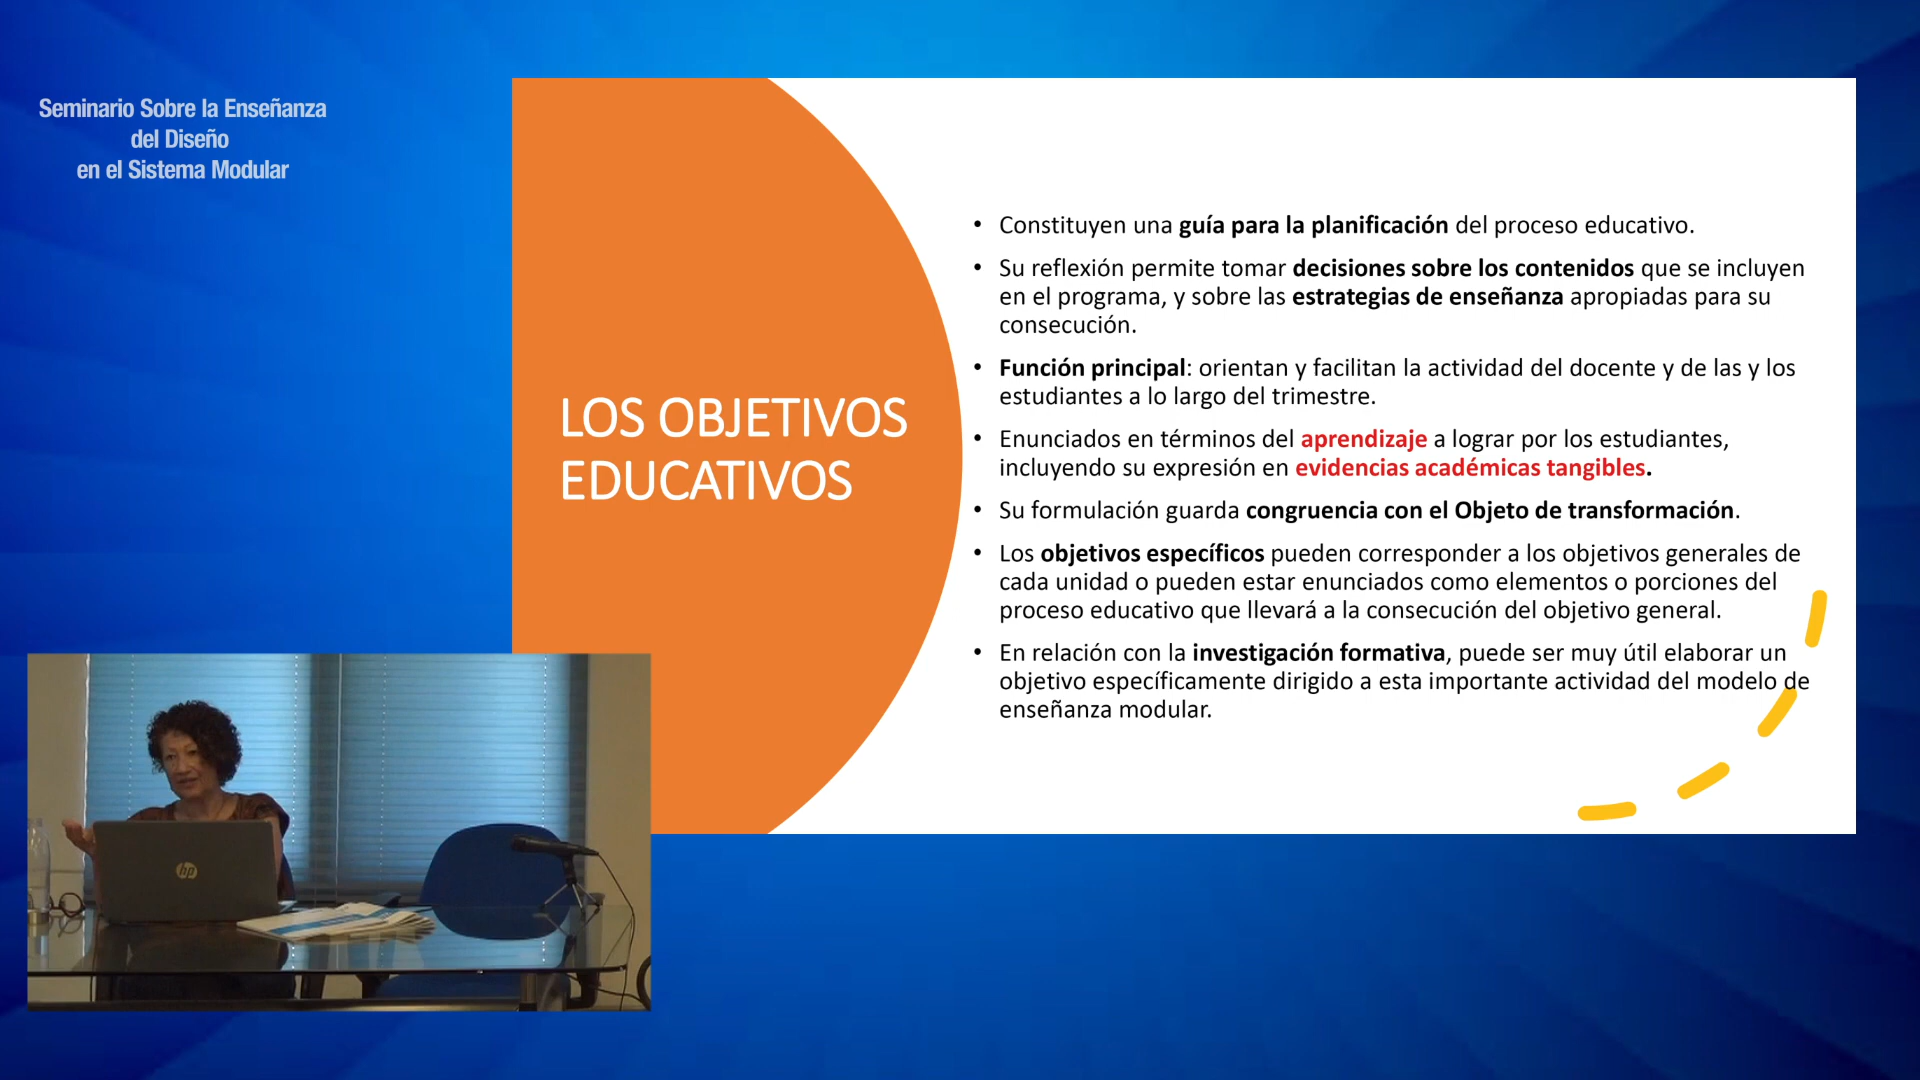 Seminario Sobre la Enseñanza
del Diseño
en el Sistema Modular
LOS OBJETIVOS
EDUCATIVOS
• Constituyen una guía para la planificación del proceso educativo.
• Su reflexión permite tomar decisiones sobre los contenidos que se incluyen
en el programa, y sobre las estrategias de enseñanza apropiadas para su
consecución.
• Función principal: orientan y facilitan la actividad del docente y de las y los
estudiantes a lo largo del trimestre.
• Enunciados en términos del aprendizaje a lograr por los estudiantes,
incluyendo su expresión en evidencias académicas tangibles.
• Su formulación guarda congruencia con el Objeto de transformación.
• Los objetivos específicos pueden corresponder a los objetivos generales de
cada unidad o pueden estar enunciados como elementos o porciones del
proceso educativo que llevará a la consecución del objetivo general.
• En relación con la investigación formativa, puede ser muy útil elaborar un
objetivo específicamente dirigido a esta importante actividad del modelo de
enseñanza modular.
hp